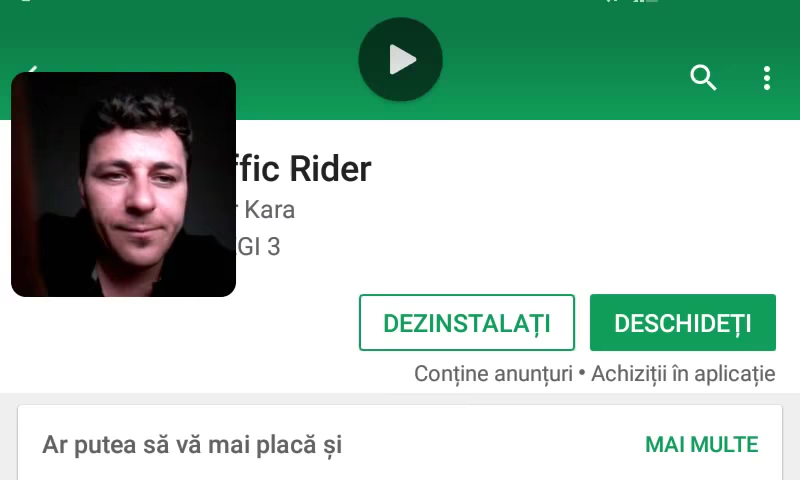 ffic Rider
Kara
GI 3
DEZINSTALAȚI
DESCHIDEȚI
Conține anunțuri • Achiziții în aplicație
Ar putea să vă mai placă și
MAI MULTE